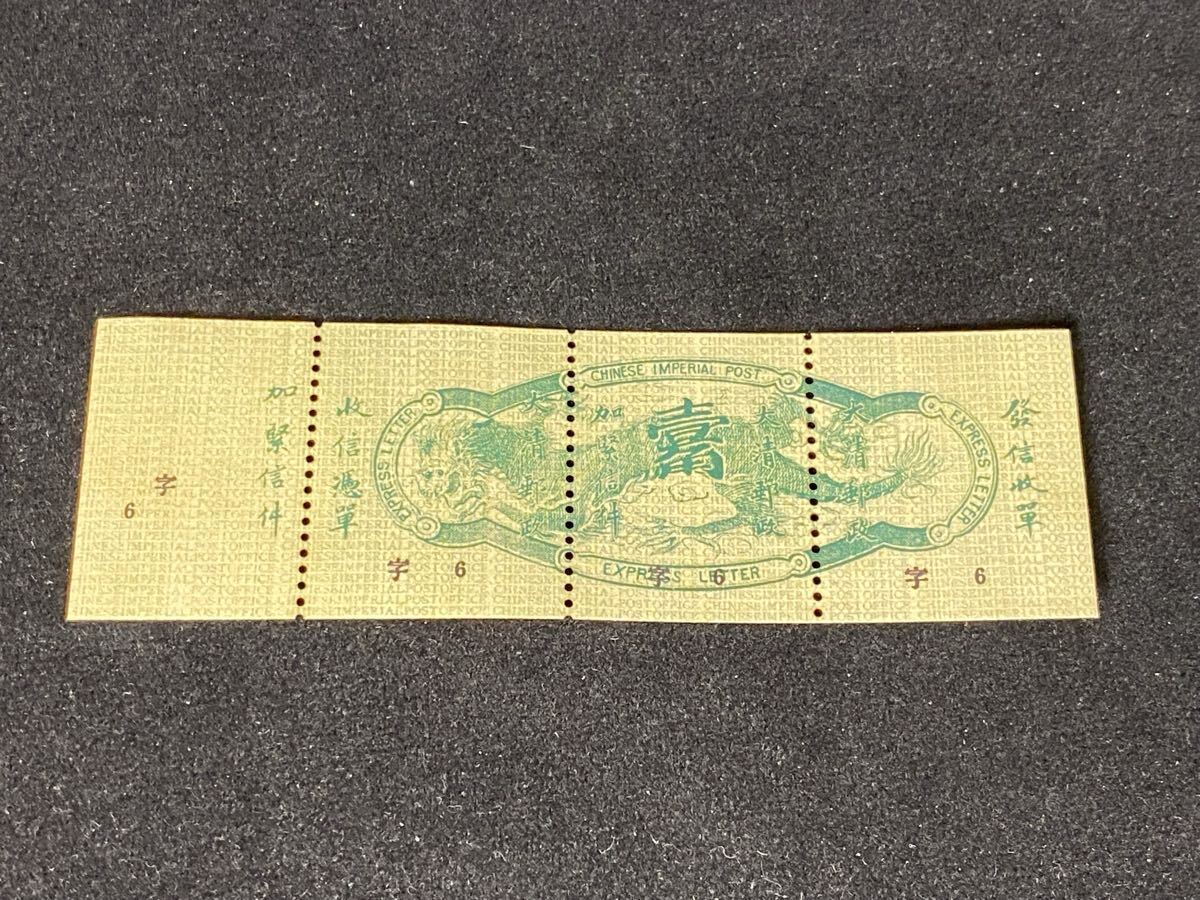 加緊信件
字
6
收信憑單
大清郵政
字 6
EXPRESS LETTER
CHINESE IMPERIAL POST
加緊信件
壹
号
大清郵政
字 6
EXPRESS LETTER
大清郵政
字 6
EXPRESS LETTER
發信收單
CHINESE IMPERIAL POST OFFICE